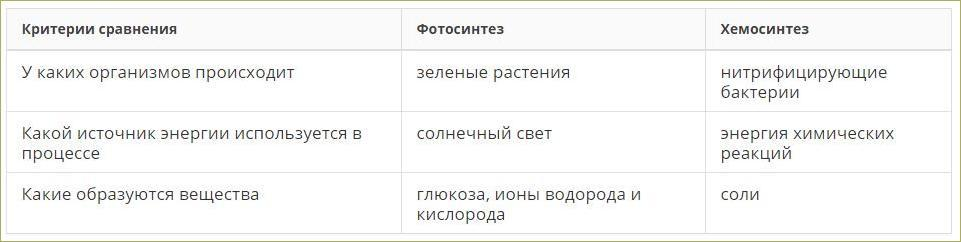 Критерии сравнения
Фотосинтез
Хемосинтез
У каких организмов происходит
зеленые растения
нитрифицирующие
бактерии
Какой источник энергии используется в
процессе
солнечный свет
энергия химических
реакций
Какие образуются вещества
глюкоза, ионы водорода и
кислорода
соли